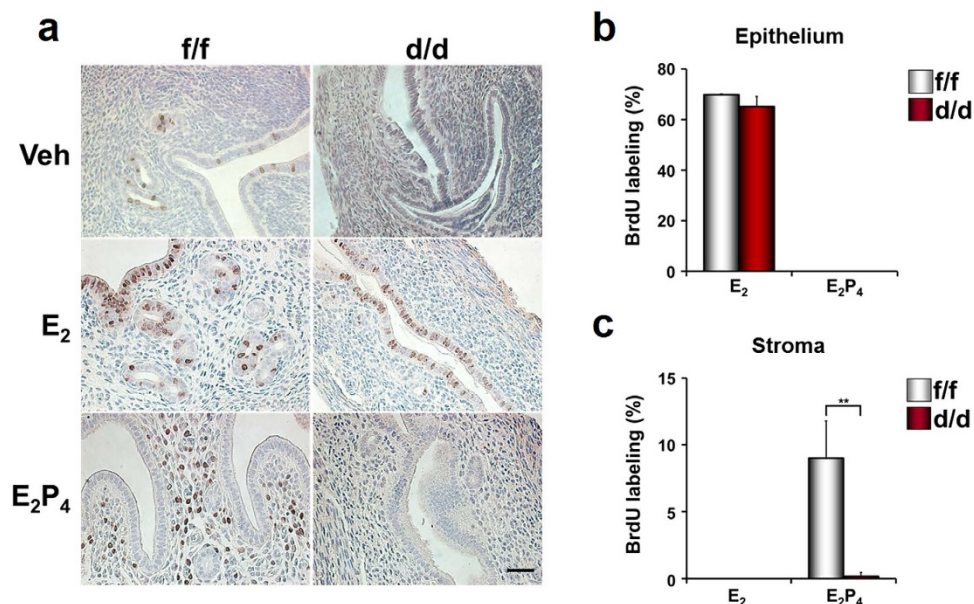 a
f/f d/d
Veh
E₂
E₂P₄
b
Epithelium
BrdU labeling (%)
80
60
40
20
0
E₂ E₂P₄
f/f
d/d
c
Stroma
BrdU labeling (%)
15
10
5
0
**
E₂ E₂P₄
f/f
d/d